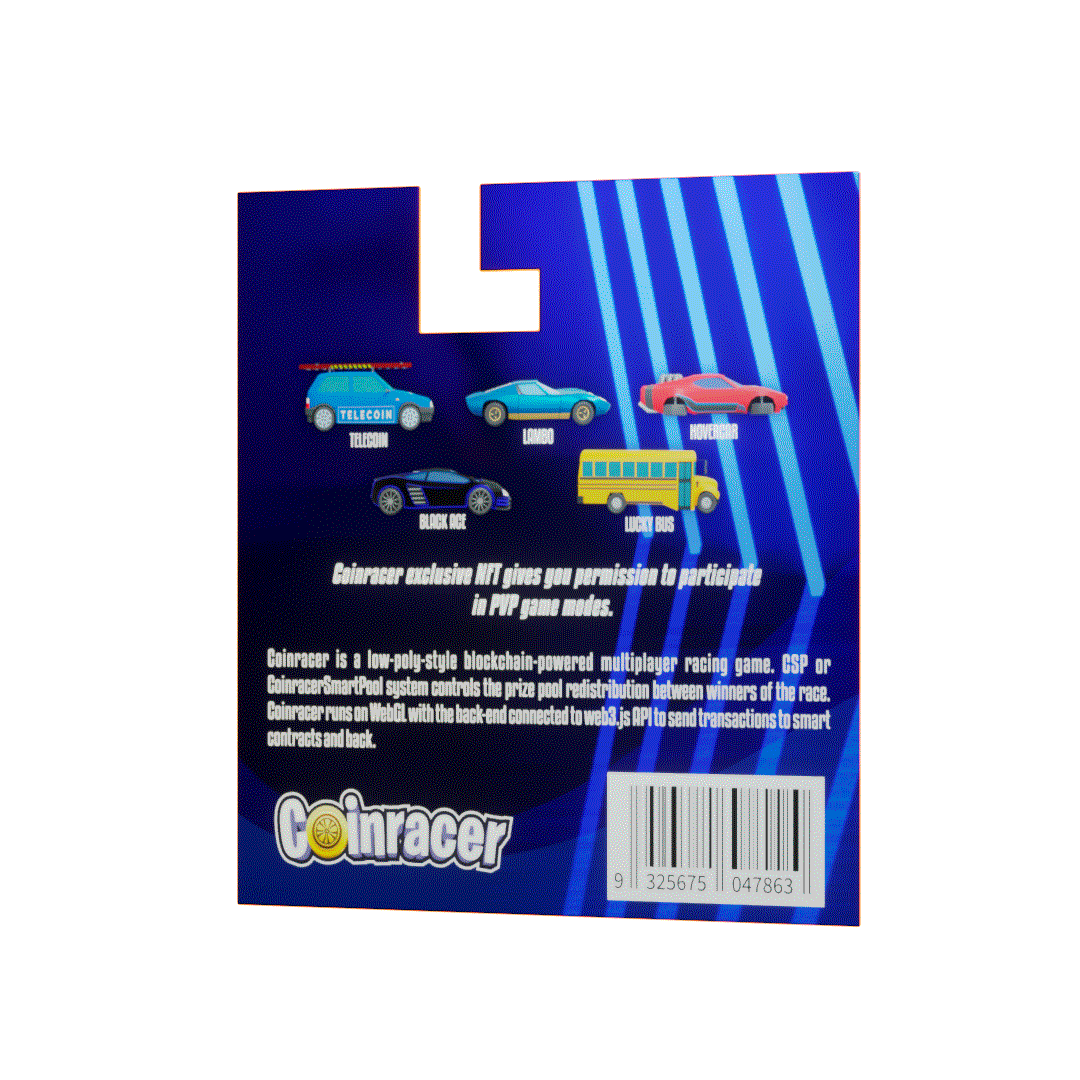 TELECOIN
TELECOIN
LAMBO
HOVERCAR
BLACK ACE
LUCKY BUS
Coinracer exclusive NFT gives you permission to participate
in PVP game modes.
Coinracer is a low-poly-style blockchain-powered multiplayer racing game. CSP or
CoinracerSmartPool system controls the prize pool redistribution between winners of the race.
Coinracer runs on WebGL with the back-end connected to web3.js API to send transactions to smart
contracts and back.
Coinracer
9 325675 047863